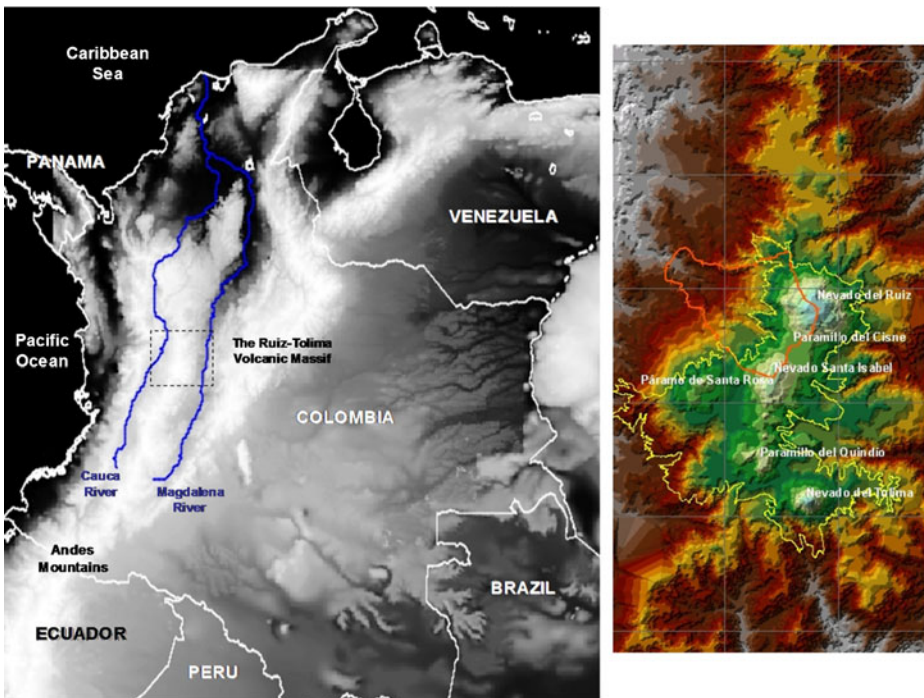 Caribbean
Sea
PANAMA
VENEZUELA
Pacific
Ocean
The Ruiz-Tolima
Volcanic Massif
COLOMBIA
Cauca
River
Magdalena
River
Andes
Mountains
BRAZIL
ECUADOR
PERU
Nevado del Ruiz
Paramillo del Cisne
Nevado Santa Isabel
Páramo de Santa Rosa
Paramillo del Quindío
Nevado del Tolima